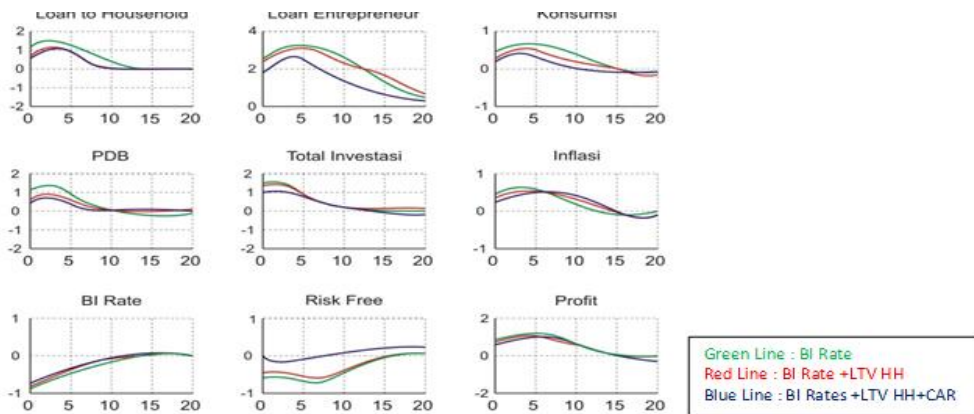 Loan to Household
Loan Entrepreneur
Konsumsi
2
1
0
-1
-2
0 5 10 15 20
4
2
0
-2
0 5 10 15 20
1
0
-1
0 5 10 15 20
PDB
Total Investasi
Inflasi
2
1
0
-1
-2
0 5 10 15 20
2
1
0
-1
-2
0 5 10 15 20
1
0
-1
0 5 10 15 20
BI Rate
Risk Free
Profit
1
0
-1
0 5 10 15 20
1
0
-1
0 5 10 15 20
2
0
-2
0 5 10 15 20
Green Line : BI Rate
Red Line : BI Rate +LTV HH
Blue Line : BI Rates +LTV HH+CAR